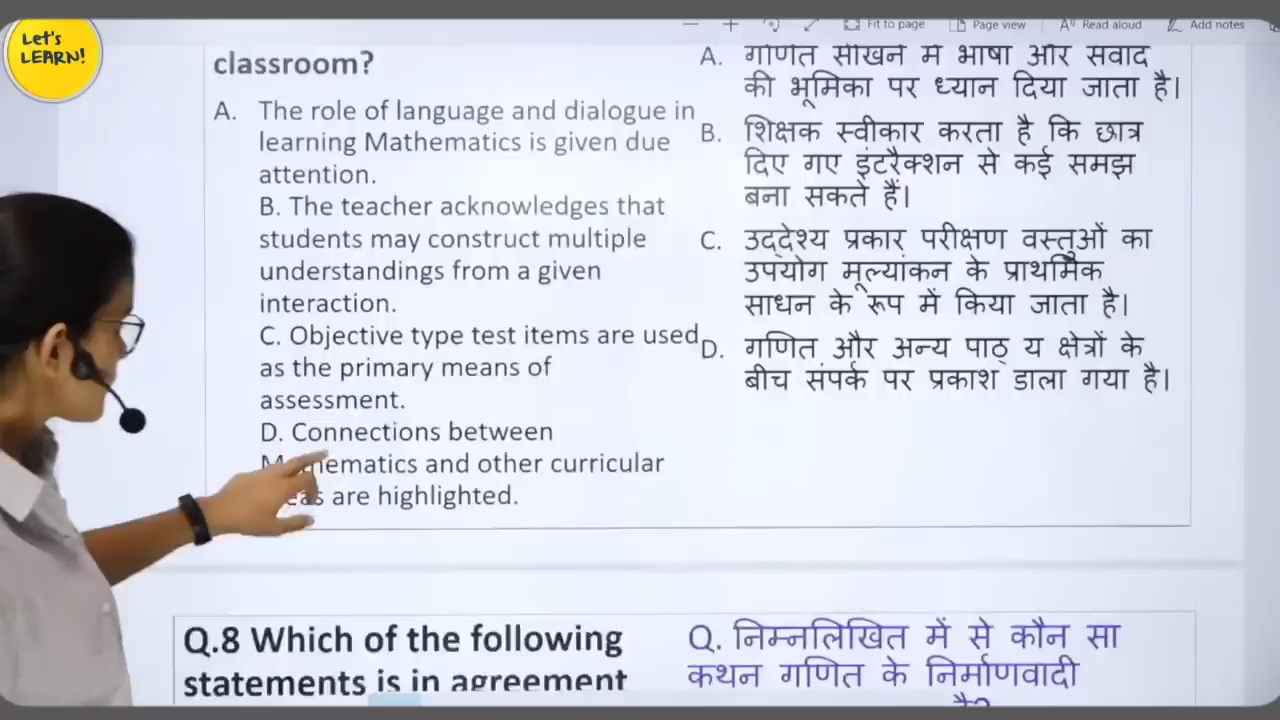 Let's
LEARN!
Fit to page
Page view
Read aloud
Add notes
classroom?
A. The role of language and dialogue in
learning Mathematics is given due
attention.
B. The teacher acknowledges that
students may construct multiple
understandings from a given
interaction.
C. Objective type test items are used
as the primary means of
assessment.
D. Connections between
Mathematics and other curricular
are highlighted.
A. गणित सीखने में भाषा और संवाद
की भूमिका पर ध्यान दिया जाता है।
B. शिक्षक स्वीकार करता है कि छात्र
दिए गए इंटरैक्शन से कई समझ
बना सकते हैं।
C. उद्देश्य प्रकार परीक्षण वस्तुओं का
उपयोग मूल्यांकन के प्राथमिक
साधन के रूप में किया जाता है।
D. गणित और अन्य पाठ् य क्षेत्रों के
बीच संपर्क पर प्रकाश डाला गया है।
Q.8 Which of the following
statements is in agreement
Q. निम्नलिखित में से कौन सा
कथन गणित के निर्माणवादी